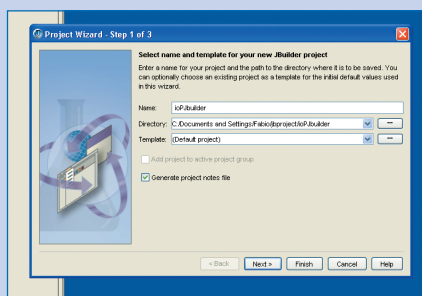 Project Wizard - Step 1 of 3
Select name and template for your new JBuilder project
Enter a name for your project and the path to the directory where it is to be saved. You
can optionally choose an existing project as a template for the initial default values used
in this wizard.
Name: ioPJbuilder
Directory: C:/Documents and Settings/Fabio/jbproject/ioPJbuilder ...
Template: (Default project) ...
Add project to active project group
Generate project notes file
< Back Next > Finish Cancel Help